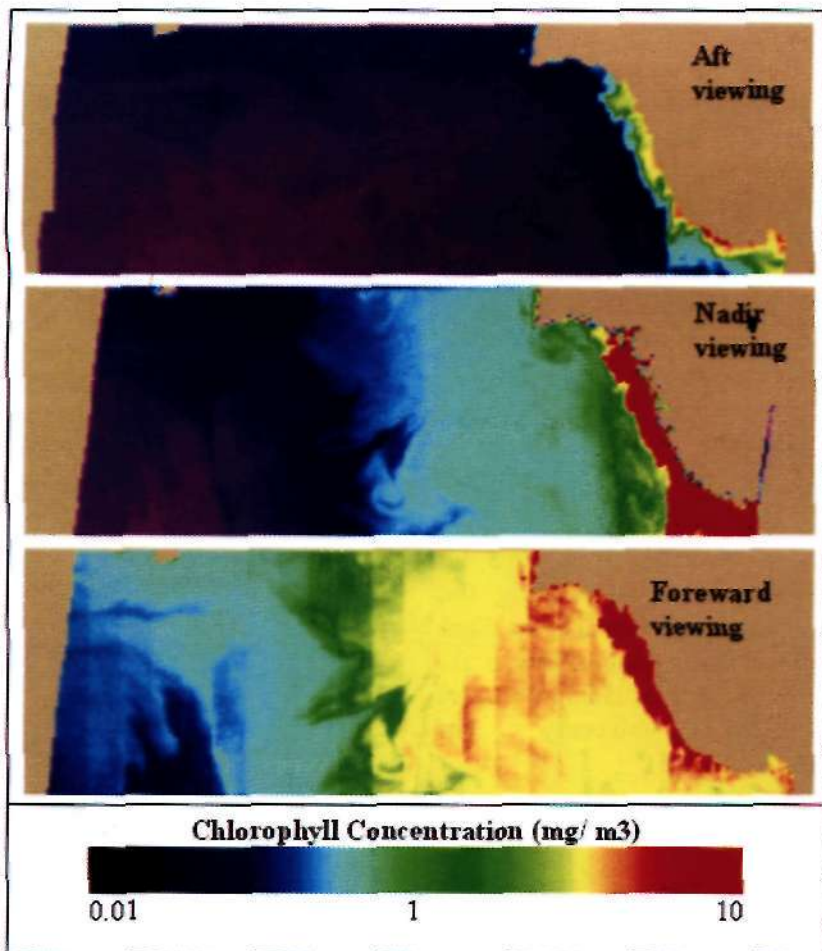 Aft
viewing
Nadir
viewing
Foreward
viewing
Chlorophyll Concentration (mg/ m3)
0.01 1 10